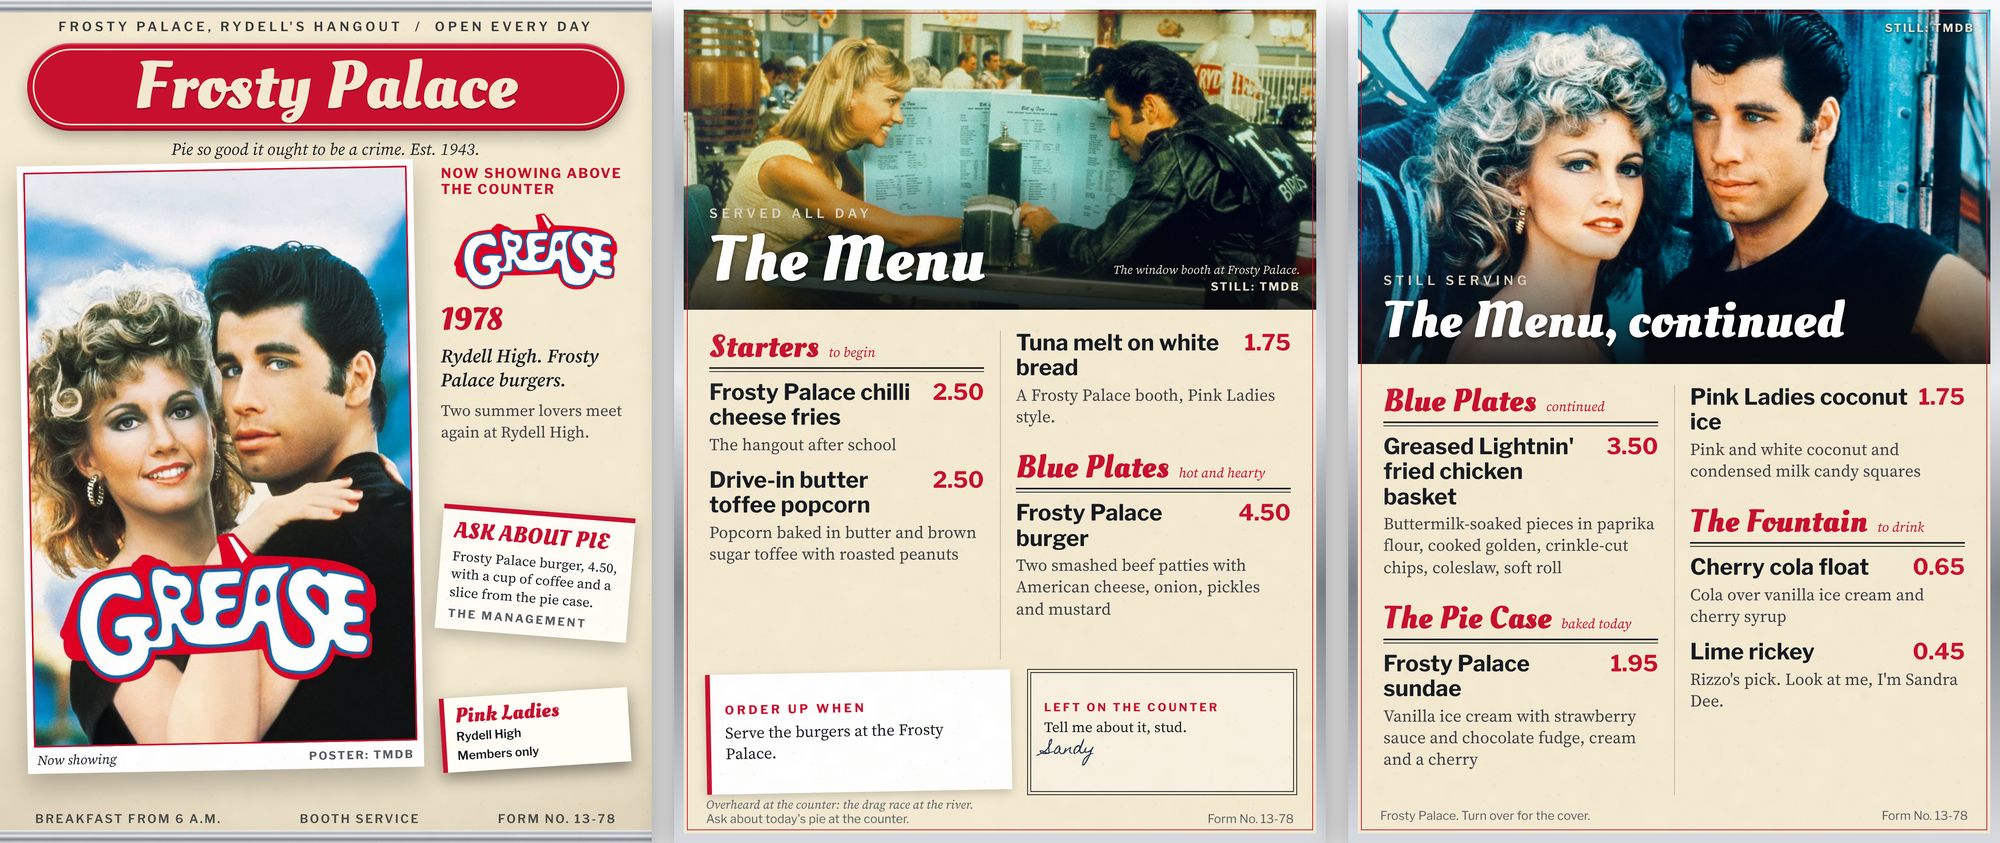 FROSTY PALACE, RYDELL'S HANGOUT / OPEN EVERY DAY
Frosty Palace
Pie so good it ought to be a crime. Est. 1943.
NOW SHOWING ABOVE
THE COUNTER
GREASE
1978
Rydell High. Frosty
Palace burgers.
Two summer lovers meet
again at Rydell High.
GREASE
Now showing
POSTER: TMDB
ASK ABOUT PIE
Frosty Palace burger, 4.50,
with a cup of coffee and a
slice from the pie case.
THE MANAGEMENT
Pink Ladies
Rydell High
Members only
BREAKFAST FROM 6 A.M. BOOTH SERVICE FORM NO. 13-78
Bill of Fare
Bill of Fare
RYD
T
BIRDS
SERVED ALL DAY
The Menu
The window booth at Frosty Palace.
STILL: TMDB
Starters to begin
Frosty Palace chilli 2.50
cheese fries
The hangout after school
Drive-in butter 2.50
toffee popcorn
Popcorn baked in butter and brown
sugar toffee with roasted peanuts
Tuna melt on white 1.75
bread
A Frosty Palace booth, Pink Ladies
style.
Blue Plates hot and hearty
Frosty Palace 4.50
burger
Two smashed beef patties with
American cheese, onion, pickles
and mustard
ORDER UP WHEN
Serve the burgers at the Frosty
Palace.
LEFT ON THE COUNTER
Tell me about it, stud.
Sandy
Overheard at the counter: the drag race at the river.
Ask about today's pie at the counter.
Form No. 13-78
STILL: TMDB
STILL SERVING
The Menu, continued
Blue Plates continued
Greased Lightnin' 3.50
fried chicken
basket
Buttermilk-soaked pieces in paprika
flour, cooked golden, crinkle-cut
chips, coleslaw, soft roll
The Pie Case baked today
Frosty Palace 1.95
sundae
Vanilla ice cream with strawberry
sauce and chocolate fudge, cream
and a cherry
Pink Ladies coconut 1.75
ice
Pink and white coconut and
condensed milk candy squares
The Fountain to drink
Cherry cola float 0.65
Cola over vanilla ice cream and
cherry syrup
Lime rickey 0.45
Rizzo's pick. Look at me, I'm Sandra
Dee.
Frosty Palace. Turn over for the cover.
Form No. 13-78